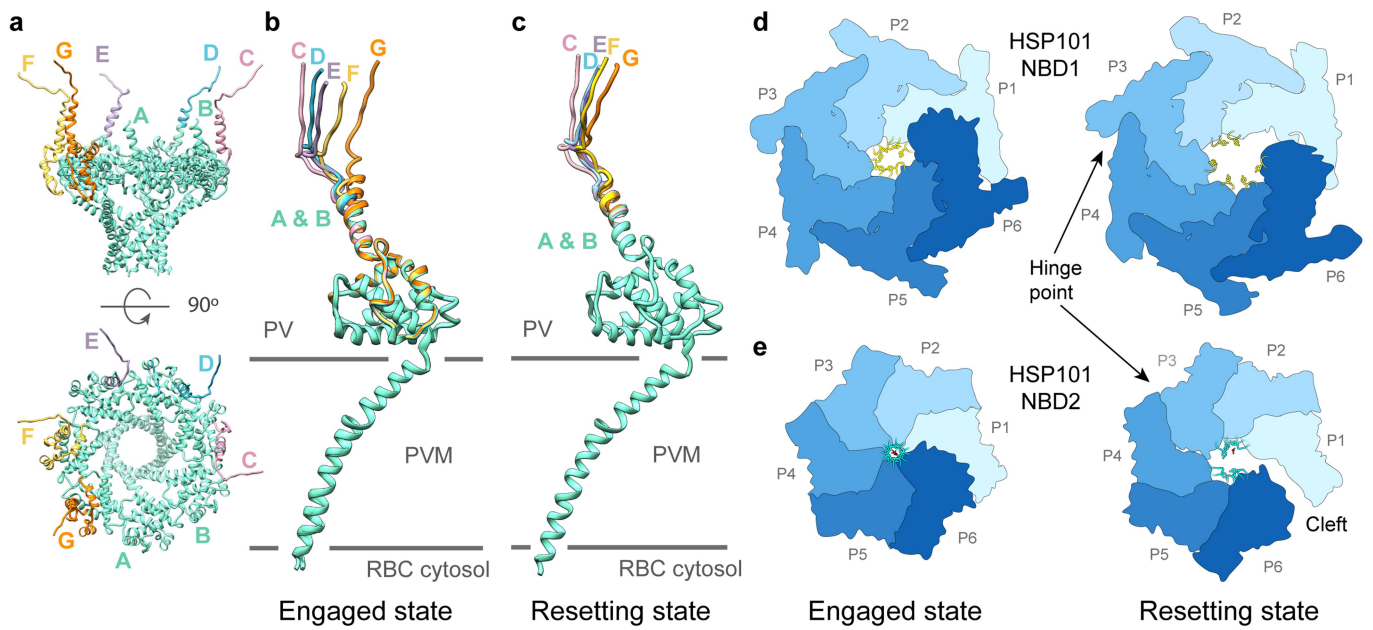 a
F
G
E
A
D
B
C
90º
E
D
F
C
G
A
B
b
C
D
E
F
G
A & B
PV
PVM
RBC cytosol
Engaged state
c
C
D
E
F
G
A & B
PV
PVM
RBC cytosol
Resetting state
d
HSP101
NBD1
P2
P3
P1
P4
P5
P6
P2
P3
P1
P4
P5
P6
Hinge
point
e
HSP101
NBD2
P3
P2
P1
P4
P5
P6
Engaged state
P3
P2
P1
P4
P5
P6
Cleft
Resetting state